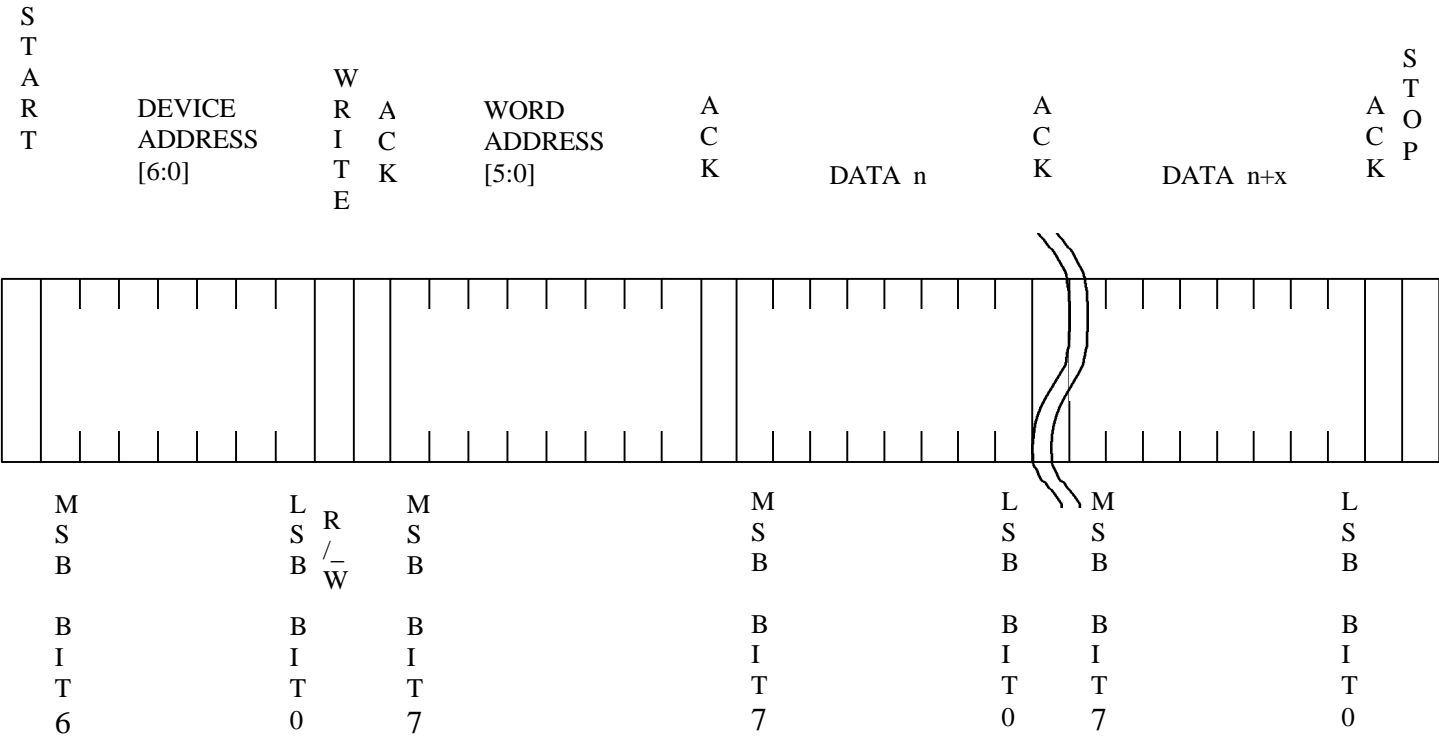 START
DEVICE
ADDRESS
[6:0]
WRITE
ACK
WORD
ADDRESS
[5:0]
ACK
DATA n
ACK
DATA n+x
ACK
STOP
MSB BIT 6
LSB BIT 0
R/W̅
MSB BIT 7
MSB BIT 7
LSB BIT 0
MSB BIT 7
LSB BIT 0